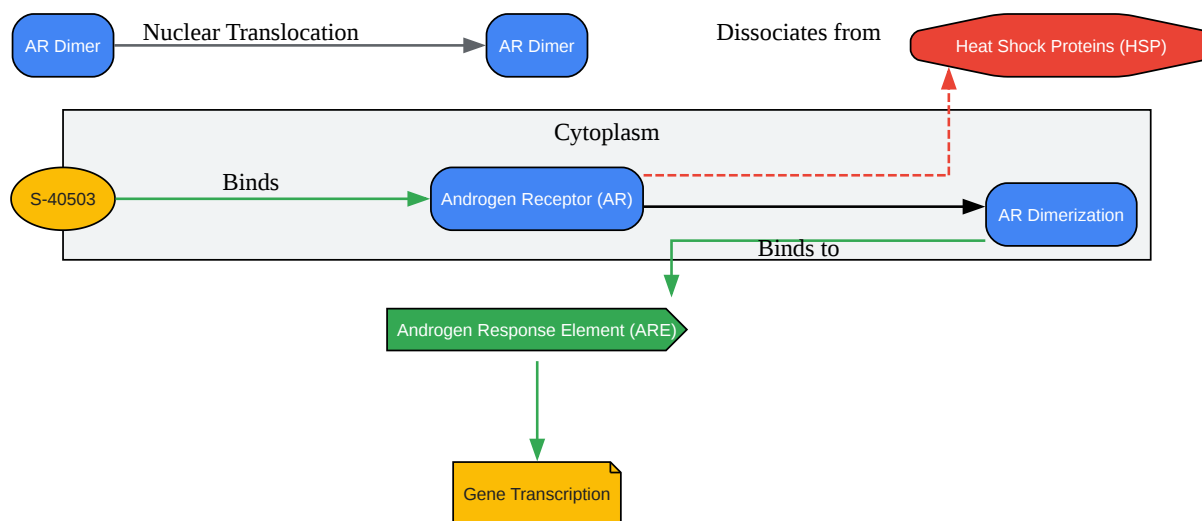 AR Dimer
Nuclear Translocation
AR Dimer
Dissociates from
Heat Shock Proteins (HSP)
Cytoplasm
S-40503
Binds
Androgen Receptor (AR)
AR Dimerization
Binds to
Androgen Response Element (ARE)
Gene Transcription